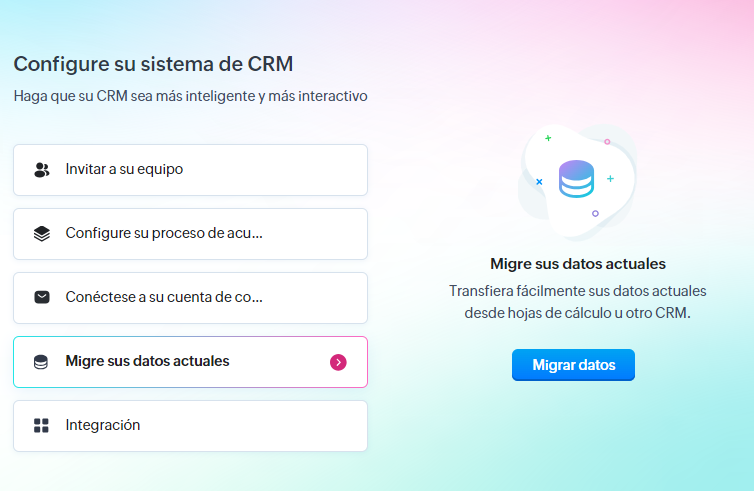 Configure su sistema de CRM
Haga que su CRM sea más inteligente y más interactivo
Invitar a su equipo
Configure su proceso de acu...
Conéctese a su cuenta de co...
Migre sus datos actuales
Integración
Migre sus datos actuales
Transfiera fácilmente sus datos actuales
desde hojas de cálculo u otro CRM.
Migrar datos